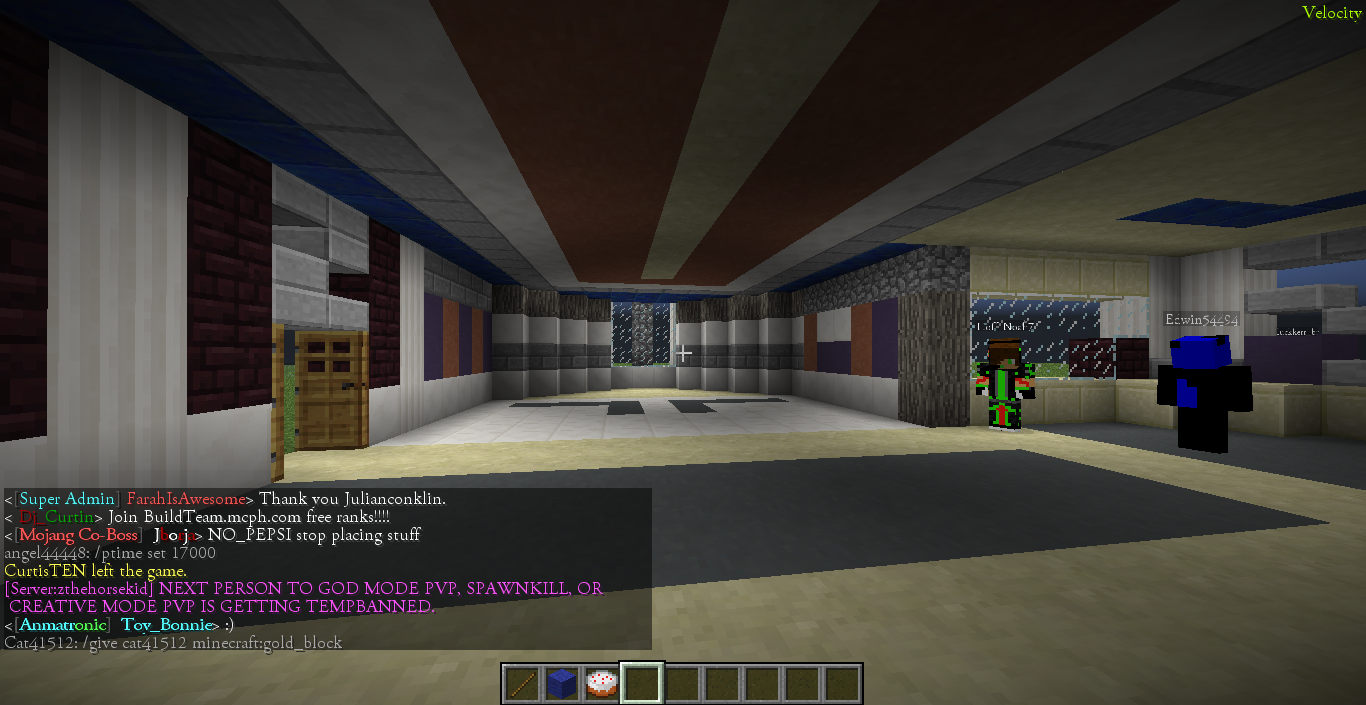 Velocity
Edwin54494
<[Super Admin] FarahIsAwesome> Thank you Julianconklin.
< Dj_Curtin> Join BuildTeam.mcph.com free ranks!!!!
<[Mojang Co-Boss] J > NO_PEPSI stop placing stuff
angel44448: /ptime set 17000
CurtisTEN left the game.
[Server:zthehorsekid] NEXT PERSON TO GOD MODE PVP, SPAWNKILL, OR
CREATIVE MODE PVP IS GETTING TEMPBANNED.
<[Anmatronic] Toy_Bonnie> :)
Cat41512: /give cat41512 minecraft:gold_block